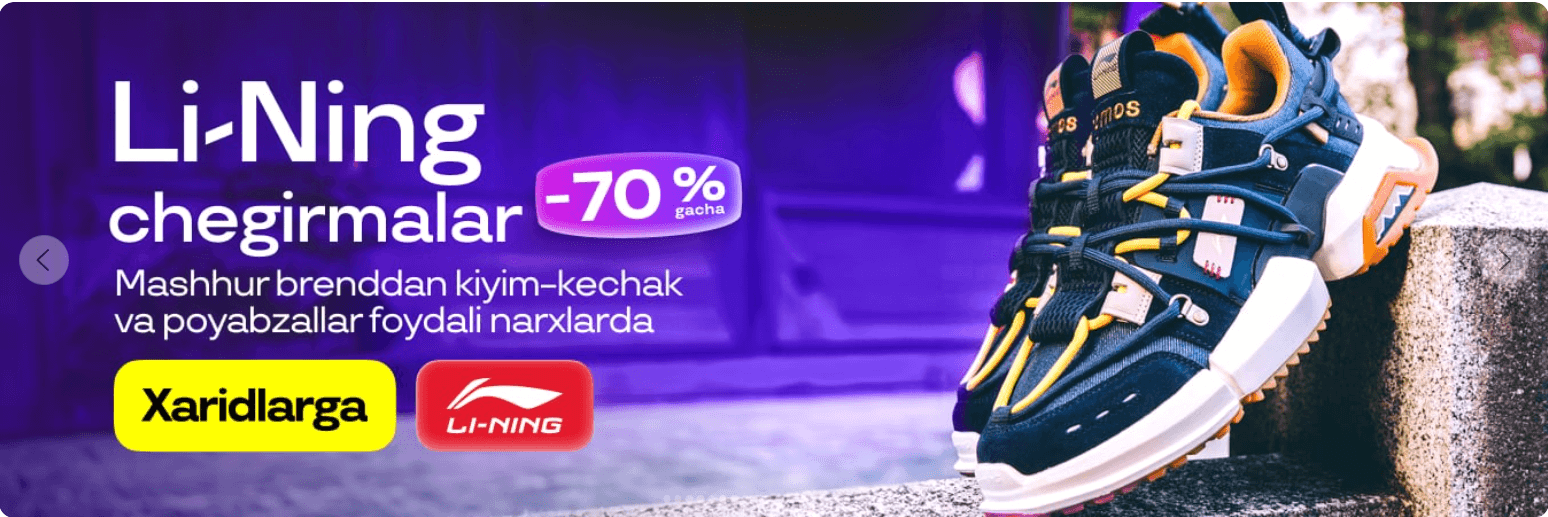 Li-Ning
chegirmalar
-70 %
gacha
Mashhur brenddan kiyim-kechak
va poyabzallar foydali narxlarda
Xaridlarga
LI-NING